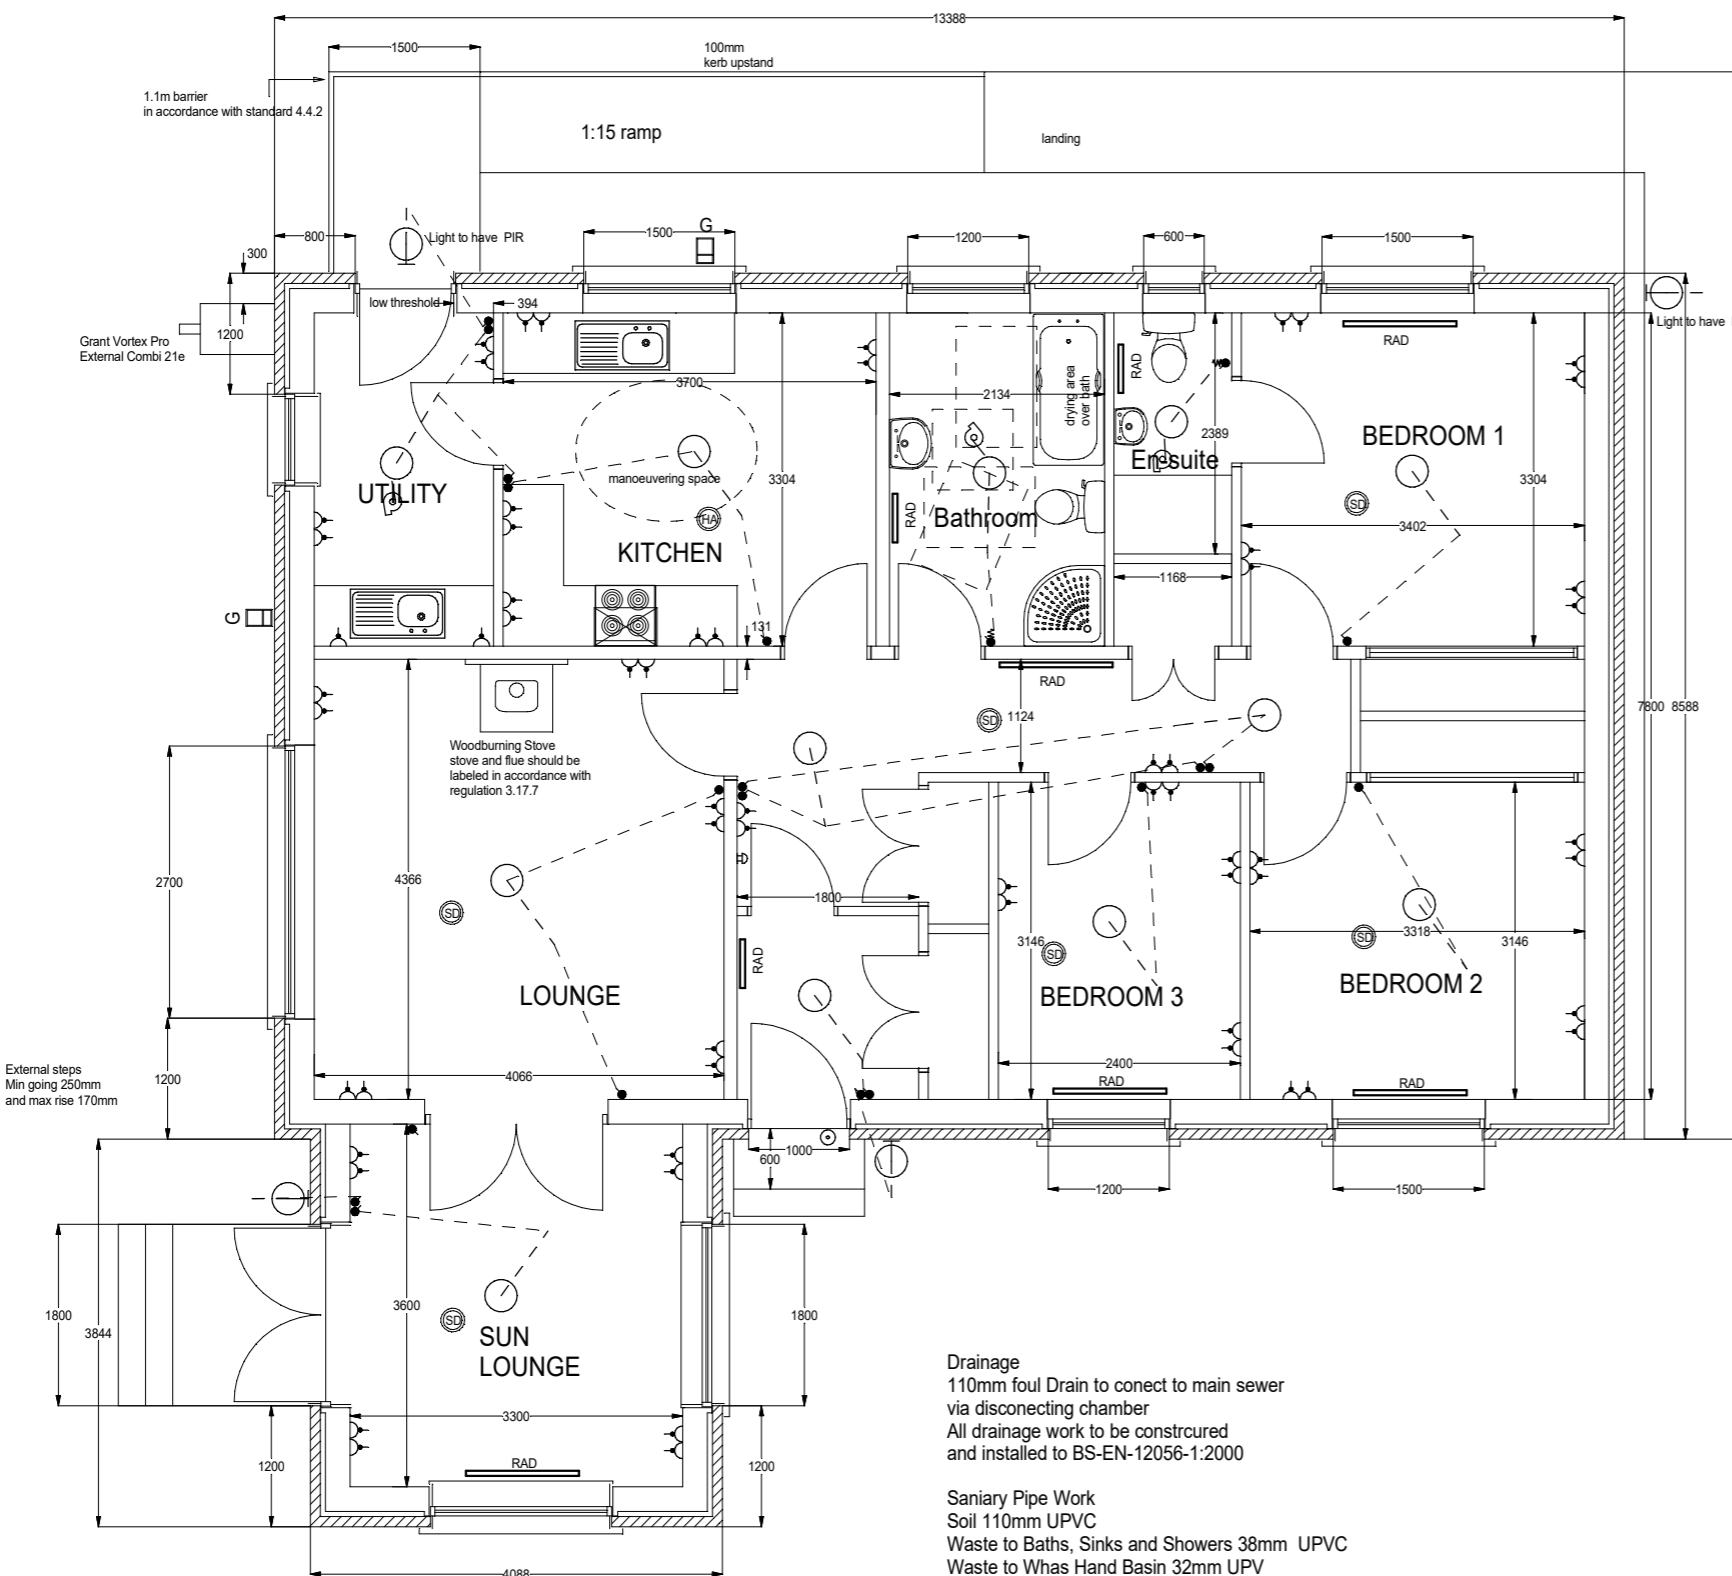 13388
1500
100mm
kerb upstand
1.1m barrier
in accordance with standard 4.4.2
1:15 ramp
landing
300
800
Light to have PIR
1500
G
1200
600
1500
1200
Grant Vortex Pro
External Combi 21e
low threshold
394
3700
2134
drying area
over bath
RAD
2389
RAD
Light to have
UTILITY
manoeuvering space
HA
KITCHEN
3304
RAD
Bathroom
En-suite
BEDROOM 1
SD
3402
3304
1168
G
131
RAD
SD
1124
7800
8588
Woodburning Stove
stove and flue should be
labeled in accordance with
regulation 3.17.7
2700
4366
SD
1800
RAD
3146
SD
3318
SD
3146
LOUNGE
BEDROOM 3
BEDROOM 2
External steps
Min going 250mm
and max rise 170mm
1200
4066
2400
RAD
RAD
1000
600
1200
1500
1800
3844
3600
SD
SUN
LOUNGE
1800
3300
RAD
1200
1200
4088
Drainage
110mm foul Drain to conect to main sewer
via disconecting chamber
All drainage work to be constrcured
and installed to BS-EN-12056-1:2000
Saniary Pipe Work
Soil 110mm UPVC
Waste to Baths, Sinks and Showers 38mm UPVC
Waste to Whas Hand Basin 32mm UPV